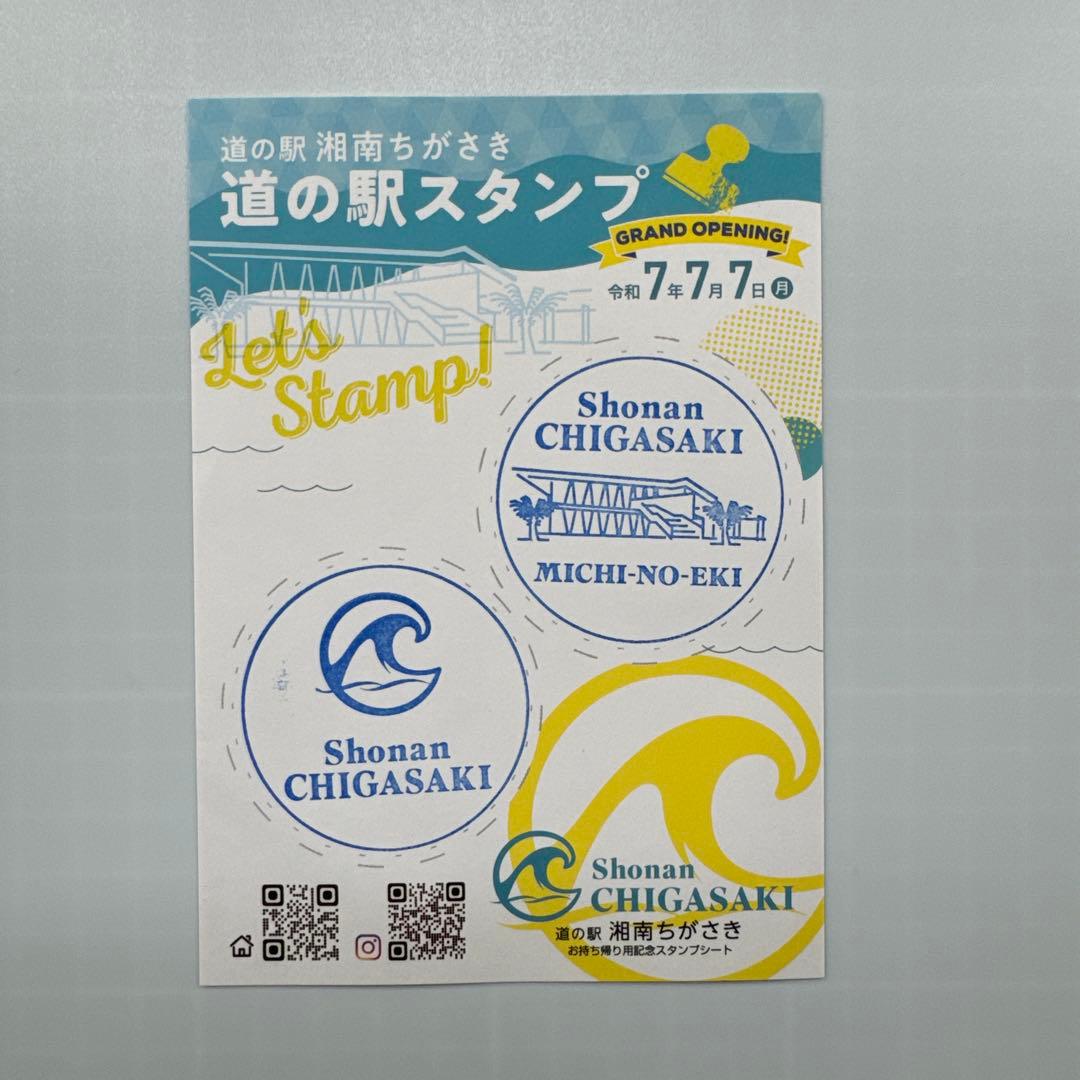 道の駅 湘南ちがさき
道の駅スタンプ
GRAND OPENING!
令和7年7月7日月
Let's
Stamp!
Shonan
CHIGASAKI
MICHI-NO-EKI
Shonan
CHIGASAKI
Shonan
CHIGASAKI
道の駅 湘南ちがさき
お持ち帰り用記念スタンプシート